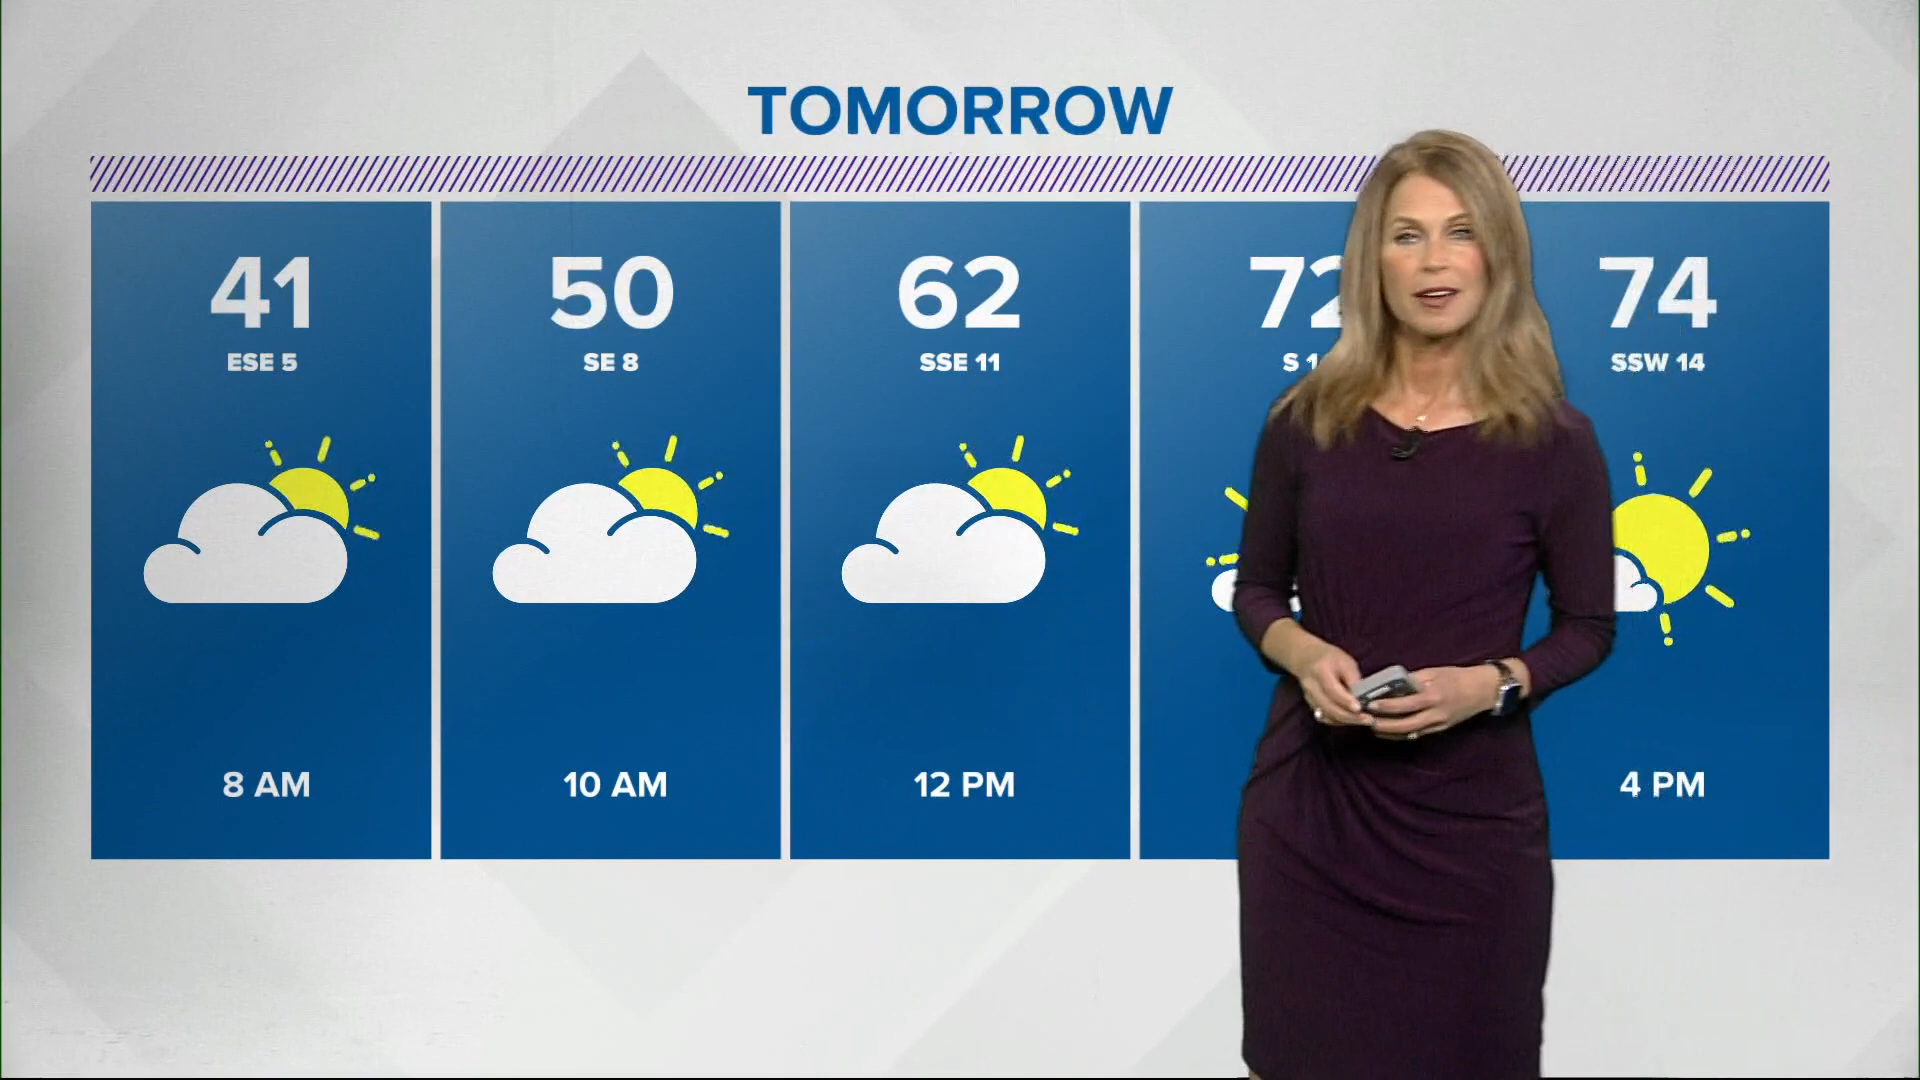 TOMORROW
41
ESE 5
8 AM
50
SE 8
10 AM
62
SSE 11
12 PM
72
S
74
SSW 14
4 PM